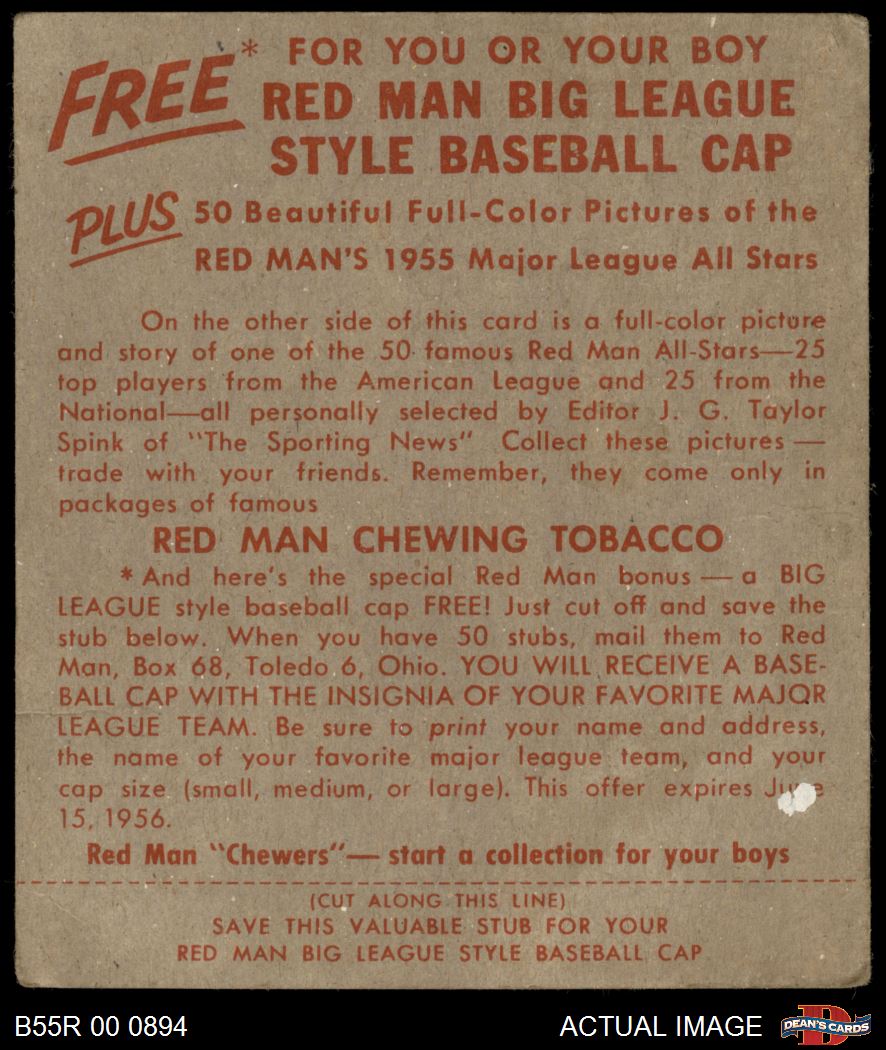 FREE* FOR YOU OR YOUR BOY
RED MAN BIG LEAGUE
STYLE BASEBALL CAP
PLUS 50 Beautiful Full-Color Pictures of the
RED MAN'S 1955 Major League All Stars
On the other side of this card is a full-color picture
and story of one of the 50 famous Red Man All-Stars—25
top players from the American League and 25 from the
National—all personally selected by Editor J. G. Taylor
Spink of "The Sporting News" Collect these pictures —
trade with your friends. Remember, they come only in
packages of famous
RED MAN CHEWING TOBACCO
* And here's the special Red Man bonus — a BIG
LEAGUE style baseball cap FREE! Just cut off and save the
stub below. When you have 50 stubs, mail them to Red
Man, Box 68, Toledo 6, Ohio. YOU WILL RECEIVE A BASE-
BALL CAP WITH THE INSIGNIA OF YOUR FAVORITE MAJOR
LEAGUE TEAM. Be sure to print your name and address,
the name of your favorite major league team, and your
cap size (small, medium, or large). This offer expires June
15, 1956.
Red Man "Chewers"— start a collection for your boys
(CUT ALONG THIS LINE)
SAVE THIS VALUABLE STUB FOR YOUR
RED MAN BIG LEAGUE STYLE BASEBALL CAP
B55R 00 0894 ACTUAL IMAGE DEAN'S CARDS